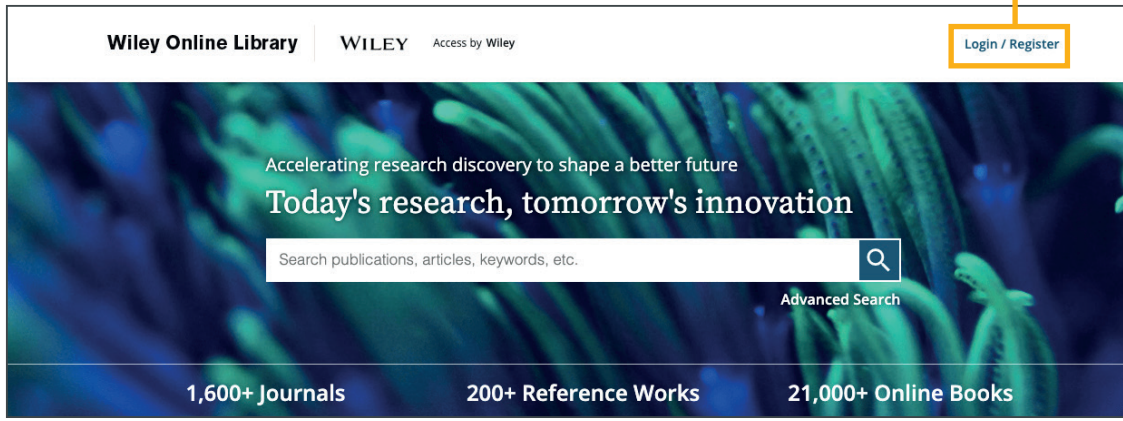 Wiley Online Library WILEY Access by Wiley Login / Register
Accelerating research discovery to shape a better future
Today's research, tomorrow's innovation
Search publications, articles, keywords, etc.
Advanced Search
1,600+ Journals 200+ Reference Works 21,000+ Online Books